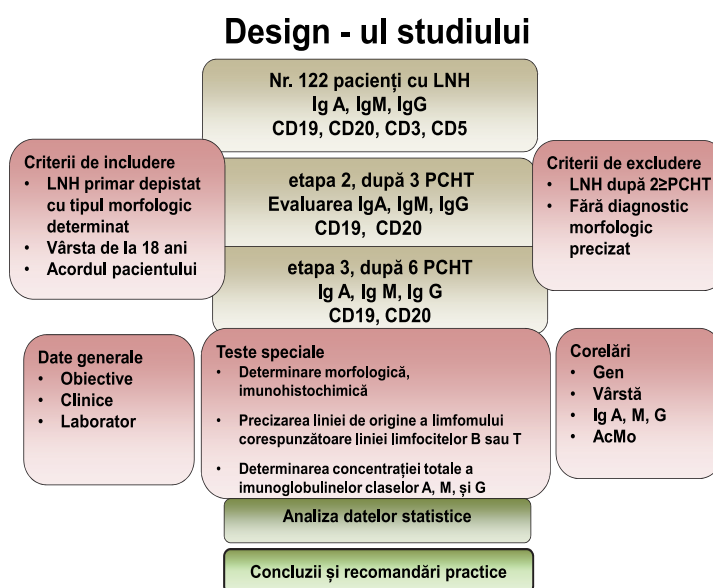 Design - ul studiului
Nr. 122 pacienți cu LNH
Ig A, IgM, IgG
CD19, CD20, CD3, CD5
Criterii de includere
• LNH primar depistat
cu tipul morfologic
determinat
• Vârsta de la 18 ani
• Acordul pacientului
etapa 2, după 3 PCHT
Evaluarea IgA, IgM, IgG
CD19, CD20
Criterii de excludere
• LNH după 2≥PCHT
• Fără diagnostic
morfologic
precizat
etapa 3, după 6 PCHT
Ig A, Ig M, Ig G
CD19, CD20
Date generale
• Obiective
• Clinice
• Laborator
Teste speciale
• Determinare morfologică,
imunohistochimică
• Precizarea liniei de origine a limfomului
corespunzătoare liniei limfocitelor B sau T
• Determinarea concentrației totale a
imunoglobulinelor claselor A, M, și G
Corelări
• Gen
• Vârstă
• Ig A, M, G
• AcMo
Analiza datelor statistice
Concluzii și recomandări practice